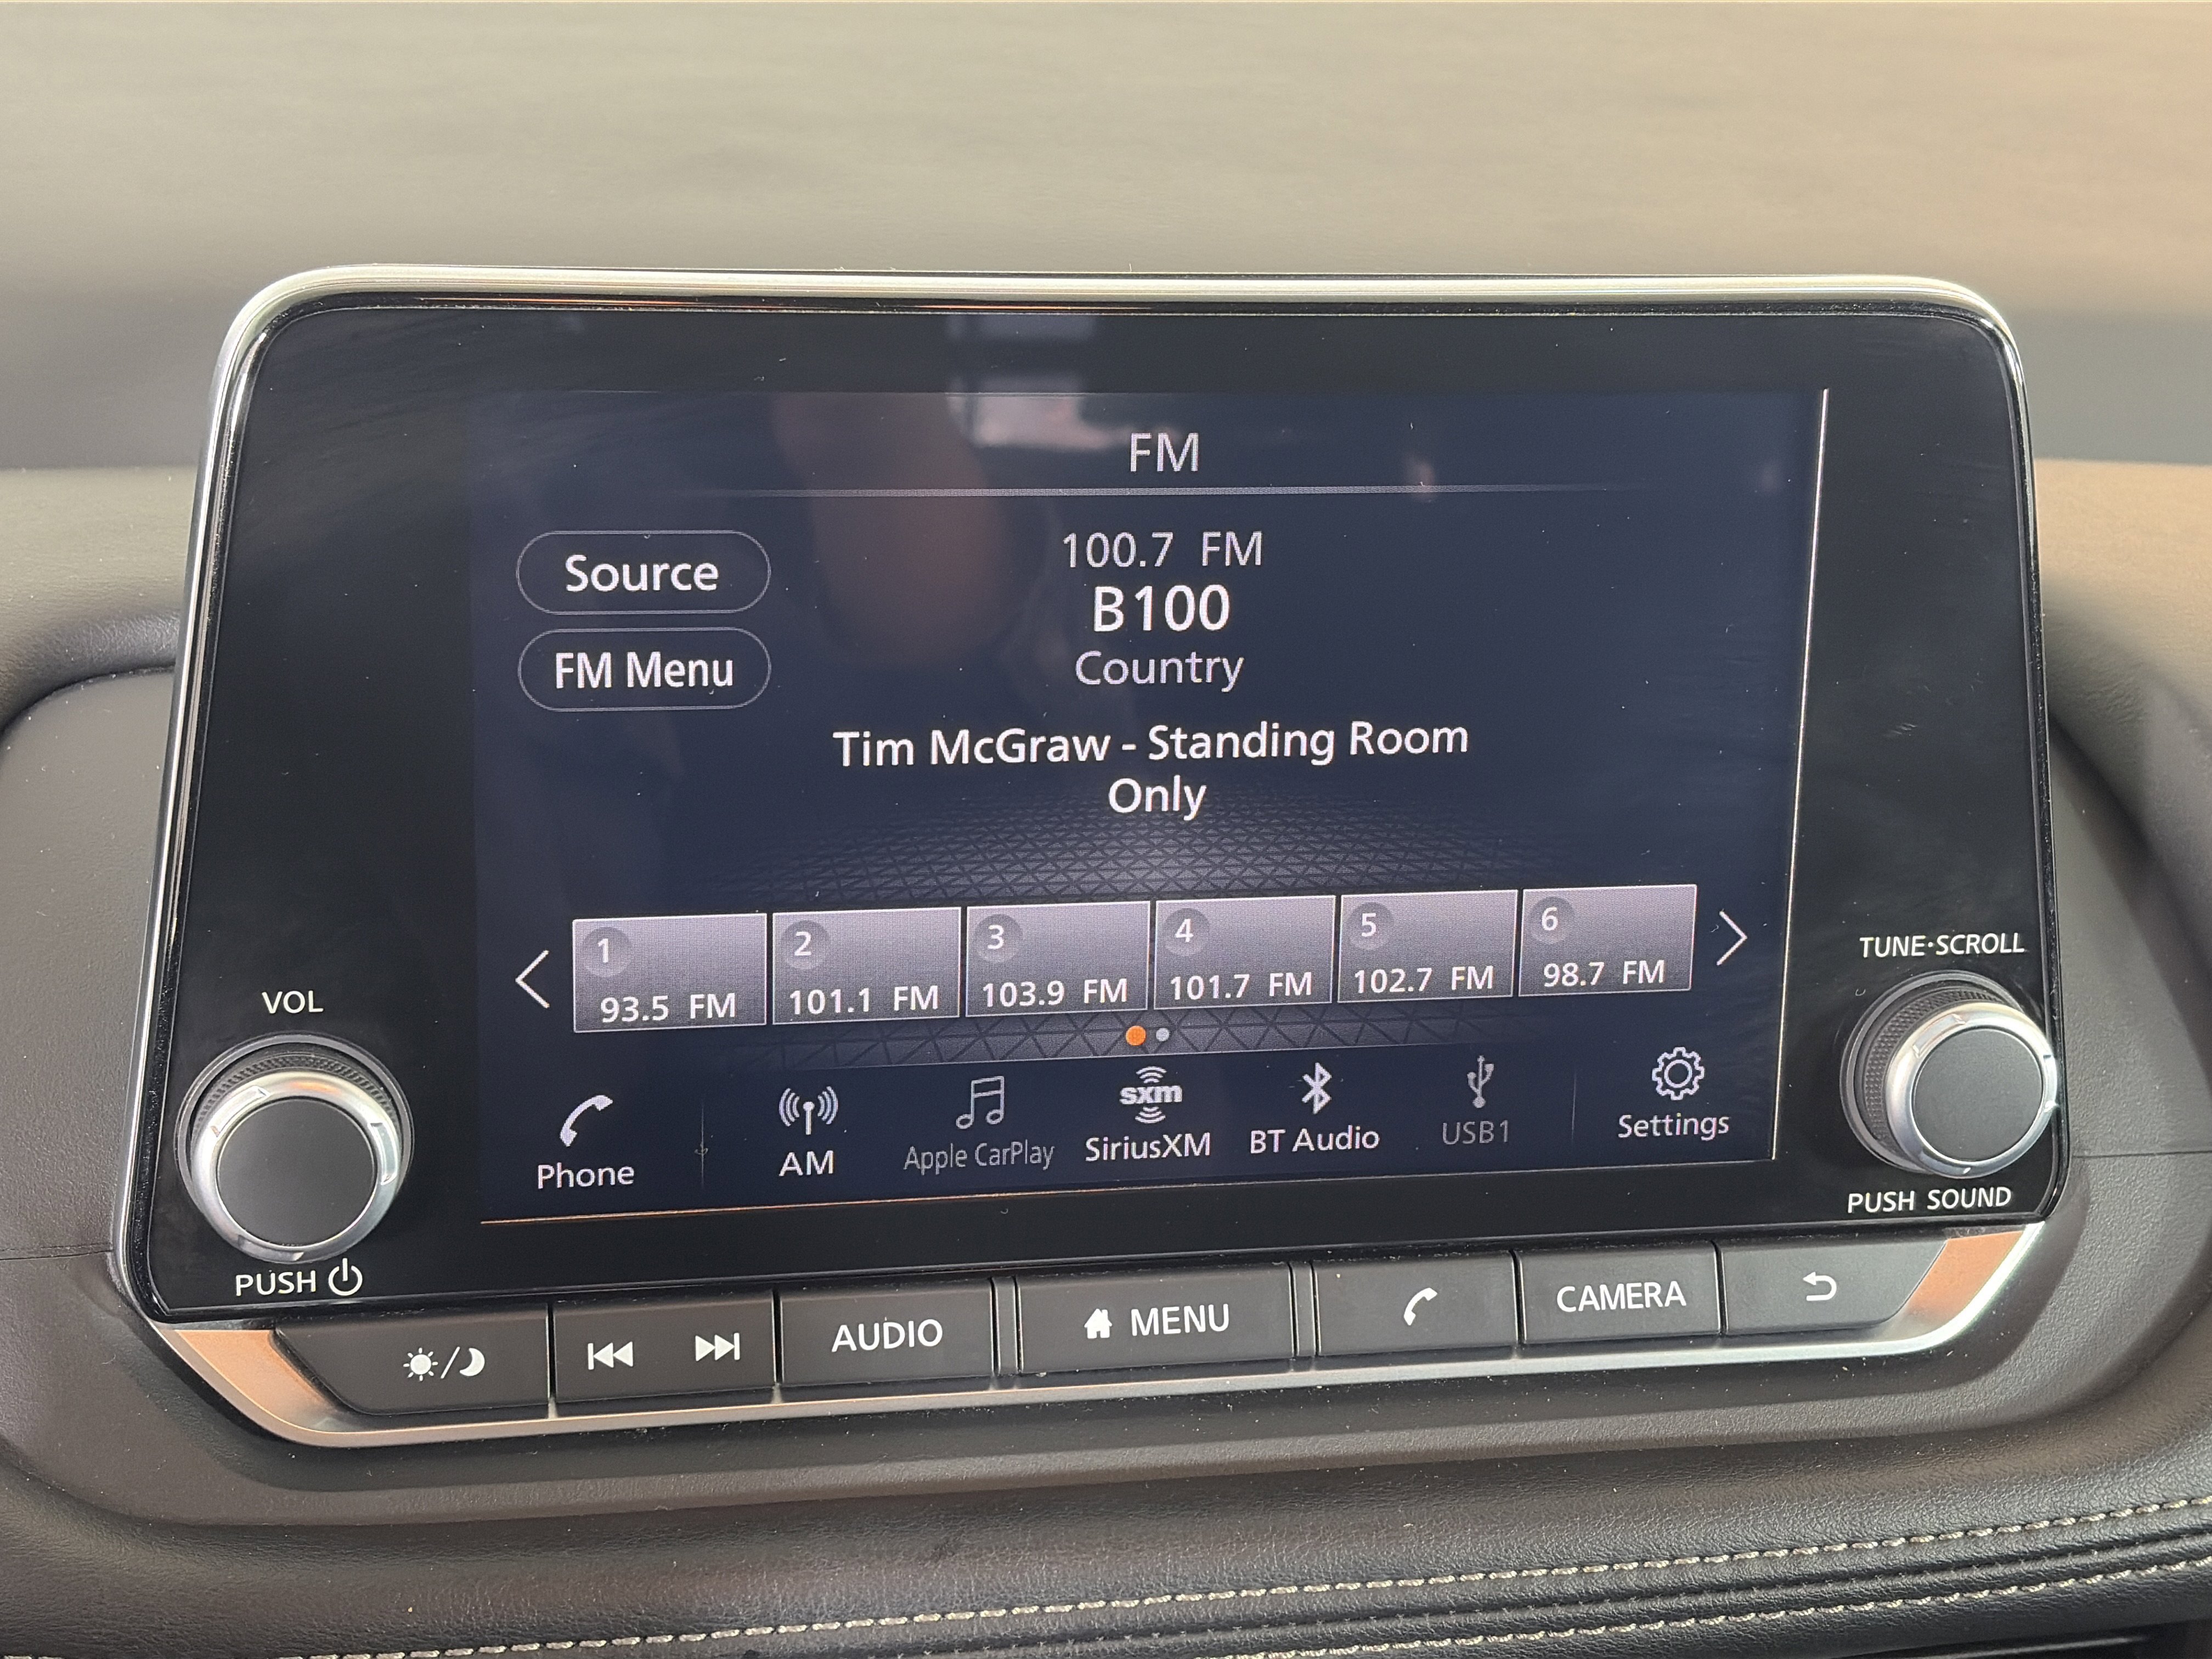 FM
Source
100.7 FM
B100
FM Menu
Country
Tim McGraw - Standing Room
Only
1 2 3 4 5 6
93.5 FM 101.1 FM 103.9 FM 101.7 FM 102.7 FM 98.7 FM
Phone AM Apple CarPlay sxm SiriusXM BT Audio USB1 Settings
VOL
PUSH
TUNE·SCROLL
PUSH SOUND
AUDIO MENU CAMERA